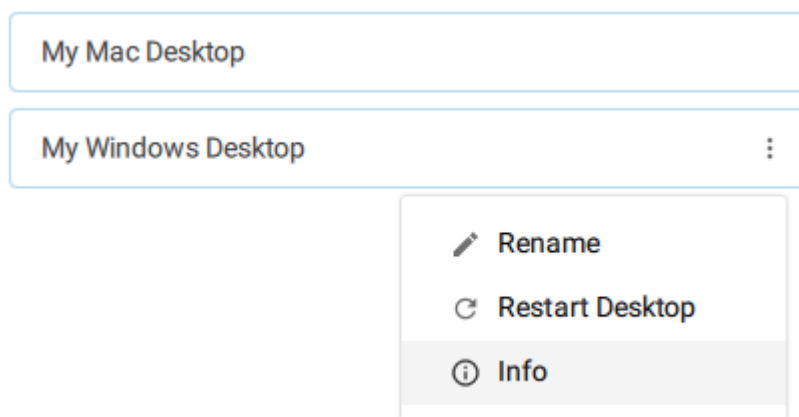 My Mac Desktop
My Windows Desktop
Rename
Restart Desktop
Info